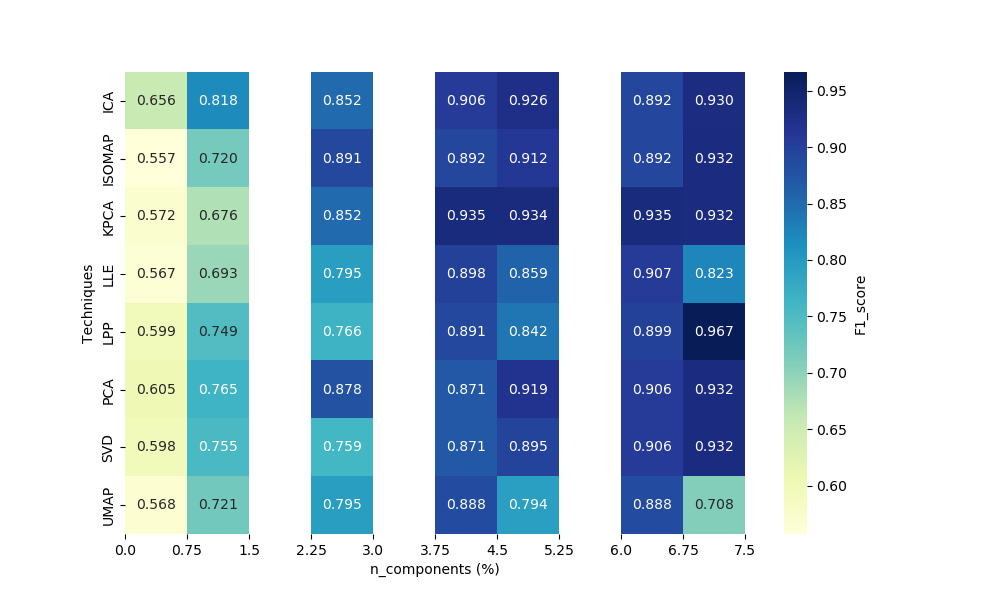 ICA 0.656 0.818 0.852 0.906 0.926 0.892 0.930
ISOMAP 0.557 0.720 0.891 0.892 0.912 0.892 0.932
KPCA 0.572 0.676 0.852 0.935 0.934 0.935 0.932
LLE 0.567 0.693 0.795 0.898 0.859 0.907 0.823
LPP 0.599 0.749 0.766 0.891 0.842 0.899 0.967
PCA 0.605 0.765 0.878 0.871 0.919 0.906 0.932
SVD 0.598 0.755 0.759 0.871 0.895 0.906 0.932
UMAP 0.568 0.721 0.795 0.888 0.794 0.888 0.708
0.0 0.75 1.5 2.25 3.0 3.75 4.5 5.25 6.0 6.75 7.5
n_components (%)
Techniques
0.95
0.90
0.85
0.80
0.75
0.70
0.65
0.60
F1_score